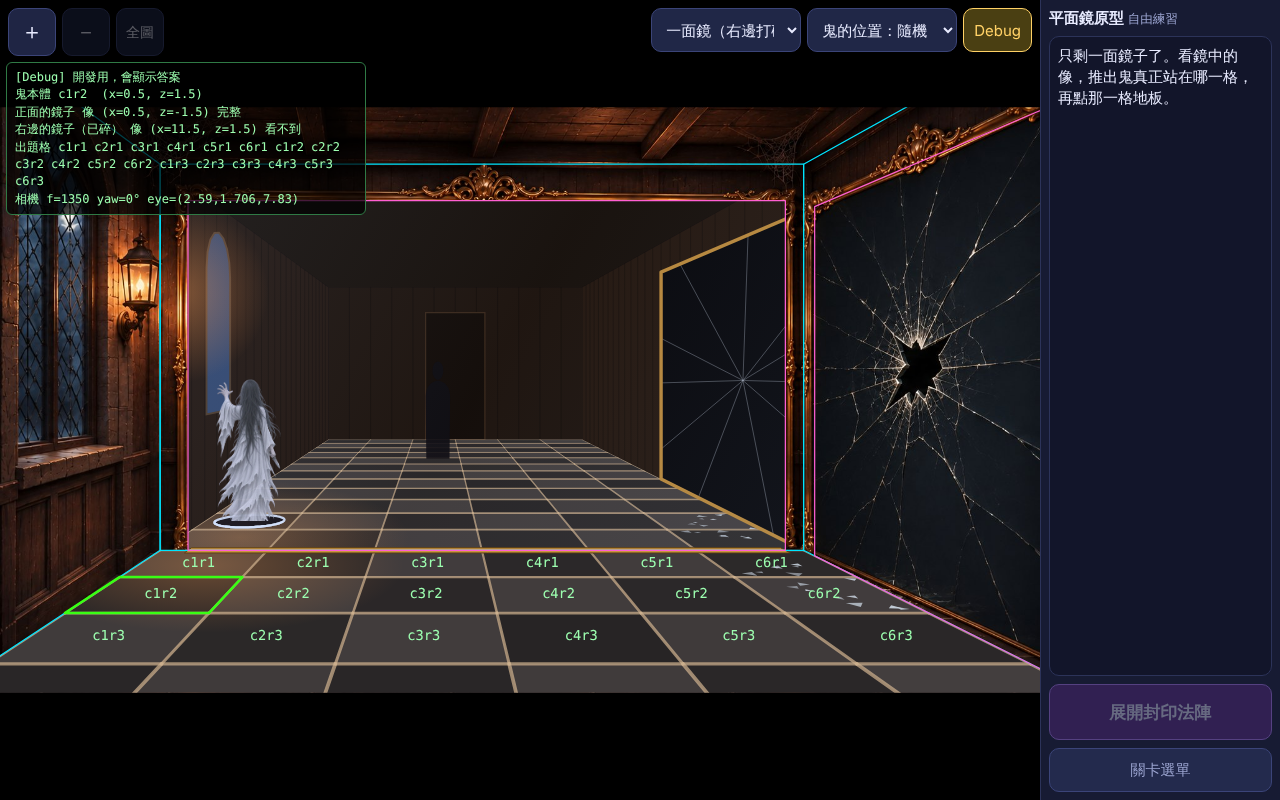 +
−
全圖
一面鏡（右邊打
鬼的位置：隨機
Debug
平面鏡原型 自由練習
只剩一面鏡子了。看鏡中的
像，推出鬼真正站在哪一格，
再點那一格地板。
[Debug] 開發用，會顯示答案
鬼本體 c1r2 (x=0.5, z=1.5)
正面的鏡子 像 (x=0.5, z=-1.5) 完整
右邊的鏡子（已碎） 像 (x=11.5, z=1.5) 看不到
出題格 c1r1 c2r1 c3r1 c4r1 c5r1 c6r1 c1r2 c2r2
c3r2 c4r2 c5r2 c6r2 c1r3 c2r3 c3r3 c4r3 c5r3
c6r3
相機 f=1350 yaw=0° eye=(2.59,1.706,7.83)
c1r1 c2r1 c3r1 c4r1 c5r1 c6r1
c1r2 c2r2 c3r2 c4r2 c5r2 c6r2
c1r3 c2r3 c3r3 c4r3 c5r3 c6r3
展開封印法陣
關卡選單